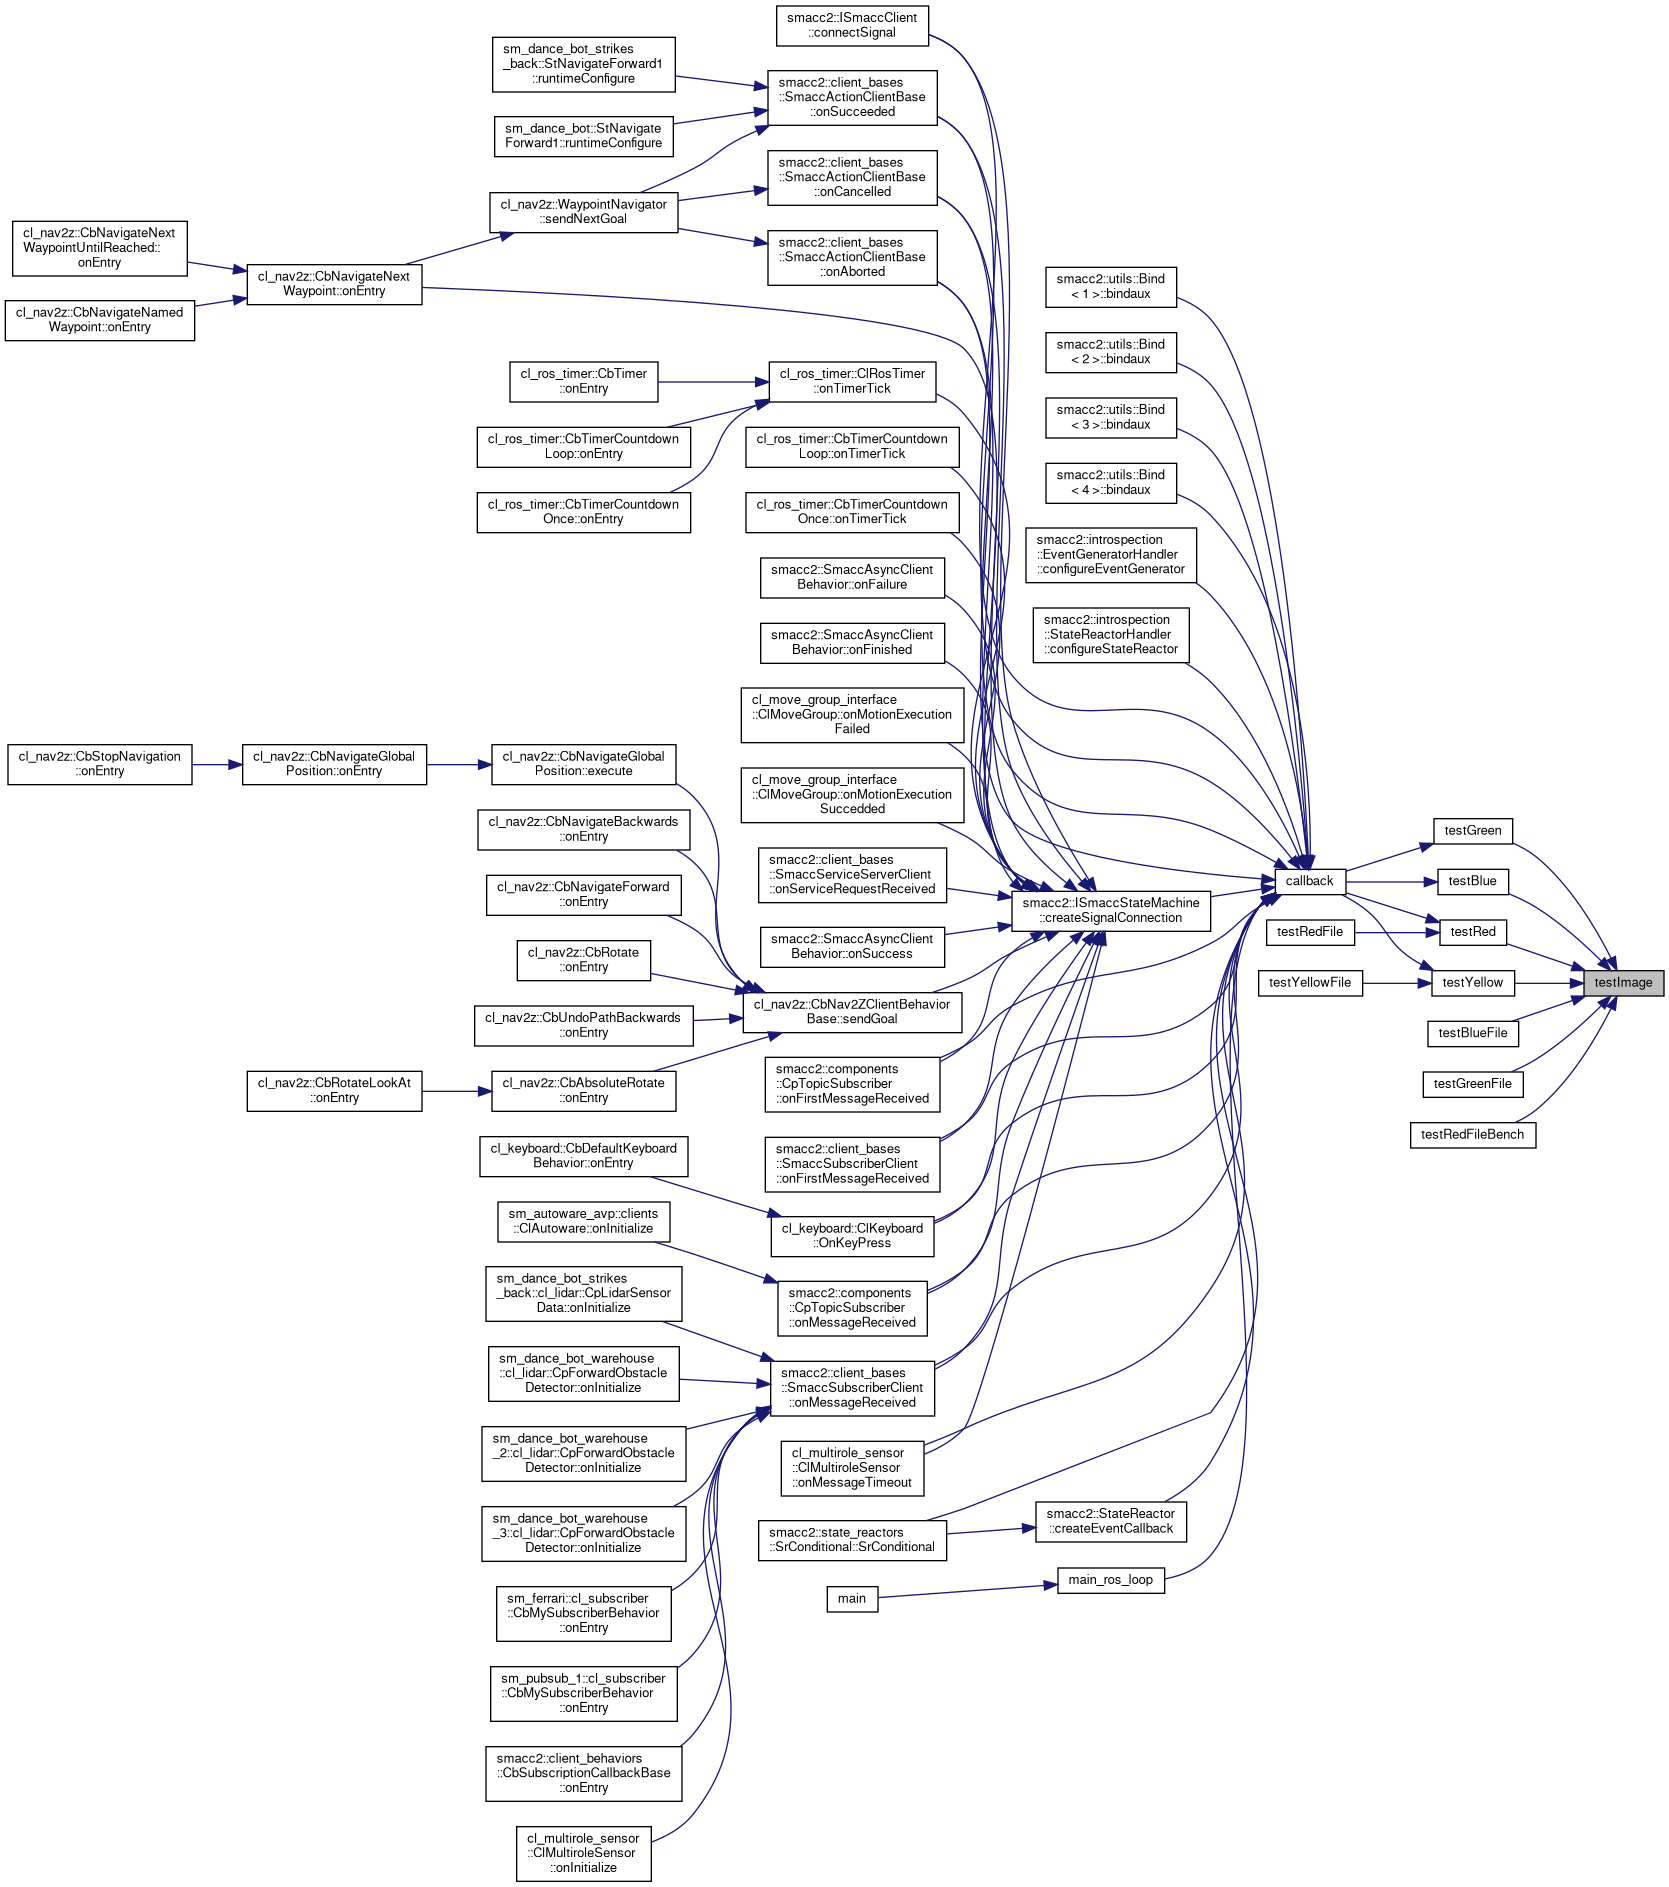 smacc2::ISmaccClient
::connectSignal
sm_dance_bot_strikes
_back::StNavigateForward1
::runtimeConfigure
smacc2::client_bases
::SmaccActionClientBase
::onSucceeded
sm_dance_bot::StNavigate
Forward1::runtimeConfigure
smacc2::client_bases
::SmaccActionClientBase
::onCancelled
cl_nav2z::WaypointNavigator
::sendNextGoal
cl_nav2z::CbNavigateNext
WaypointUntilReached::
onEntry
smacc2::client_bases
::SmaccActionClientBase
::onAborted
cl_nav2z::CbNavigateNext
Waypoint::onEntry
cl_nav2z::CbNavigateNamed
Waypoint::onEntry
smacc2::utils::Bind
< 1 >::bindaux
smacc2::utils::Bind
< 2 >::bindaux
cl_ros_timer::CbTimer
::onEntry
cl_ros_timer::ClRosTimer
::onTimerTick
smacc2::utils::Bind
< 3 >::bindaux
cl_ros_timer::CbTimerCountdown
Loop::onEntry
cl_ros_timer::CbTimerCountdown
Loop::onTimerTick
smacc2::utils::Bind
< 4 >::bindaux
cl_ros_timer::CbTimerCountdown
Once::onEntry
cl_ros_timer::CbTimerCountdown
Once::onTimerTick
smacc2::introspection
::EventGeneratorHandler
::configureEventGenerator
smacc2::SmaccAsyncClient
Behavior::onFailure
smacc2::introspection
::StateReactorHandler
::configureStateReactor
smacc2::SmaccAsyncClient
Behavior::onFinished
cl_move_group_interface
::ClMoveGroup::onMotionExecution
Failed
cl_nav2z::CbStopNavigation
::onEntry
cl_nav2z::CbNavigateGlobal
Position::onEntry
cl_nav2z::CbNavigateGlobal
Position::execute
cl_move_group_interface
::ClMoveGroup::onMotionExecution
Succedded
cl_nav2z::CbNavigateBackwards
::onEntry
testGreen
smacc2::client_bases
::SmaccServiceServerClient
::onServiceRequestReceived
callback
testBlue
cl_nav2z::CbNavigateForward
::onEntry
smacc2::ISmaccStateMachine
::createSignalConnection
testRedFile
testRed
smacc2::SmaccAsyncClient
Behavior::onSuccess
cl_nav2z::CbRotate
::onEntry
testYellowFile
testYellow
testImage
cl_nav2z::CbNav2ZClientBehavior
Base::sendGoal
cl_nav2z::CbUndoPathBackwards
::onEntry
testBlueFile
cl_nav2z::CbRotateLookAt
::onEntry
cl_nav2z::CbAbsoluteRotate
::onEntry
smacc2::components
::CpTopicSubscriber
::onFirstMessageReceived
testGreenFile
testRedFileBench
cl_keyboard::CbDefaultKeyboard
Behavior::onEntry
smacc2::client_bases
::SmaccSubscriberClient
::onFirstMessageReceived
sm_autoware_avp::clients
::ClAutoware::onInitialize
cl_keyboard::ClKeyboard
::OnKeyPress
sm_dance_bot_strikes
_back::cl_lidar::CpLidarSensor
Data::onInitialize
smacc2::components
::CpTopicSubscriber
::onMessageReceived
sm_dance_bot_warehouse
::cl_lidar::CpForwardObstacle
Detector::onInitialize
smacc2::client_bases
::SmaccSubscriberClient
::onMessageReceived
sm_dance_bot_warehouse
_2::cl_lidar::CpForwardObstacle
Detector::onInitialize
cl_multirole_sensor
::ClMultiroleSensor
::onMessageTimeout
sm_dance_bot_warehouse
_3::cl_lidar::CpForwardObstacle
Detector::onInitialize
smacc2::state_reactors
::SrConditional::SrConditional
smacc2::StateReactor
::createEventCallback
main_ros_loop
main
sm_ferrari::cl_subscriber
::CbMySubscriberBehavior
::onEntry
sm_pubsub_1::cl_subscriber
::CbMySubscriberBehavior
::onEntry
smacc2::client_behaviors
::CbSubscriptionCallbackBase
::onEntry
cl_multirole_sensor
::ClMultiroleSensor
::onInitialize